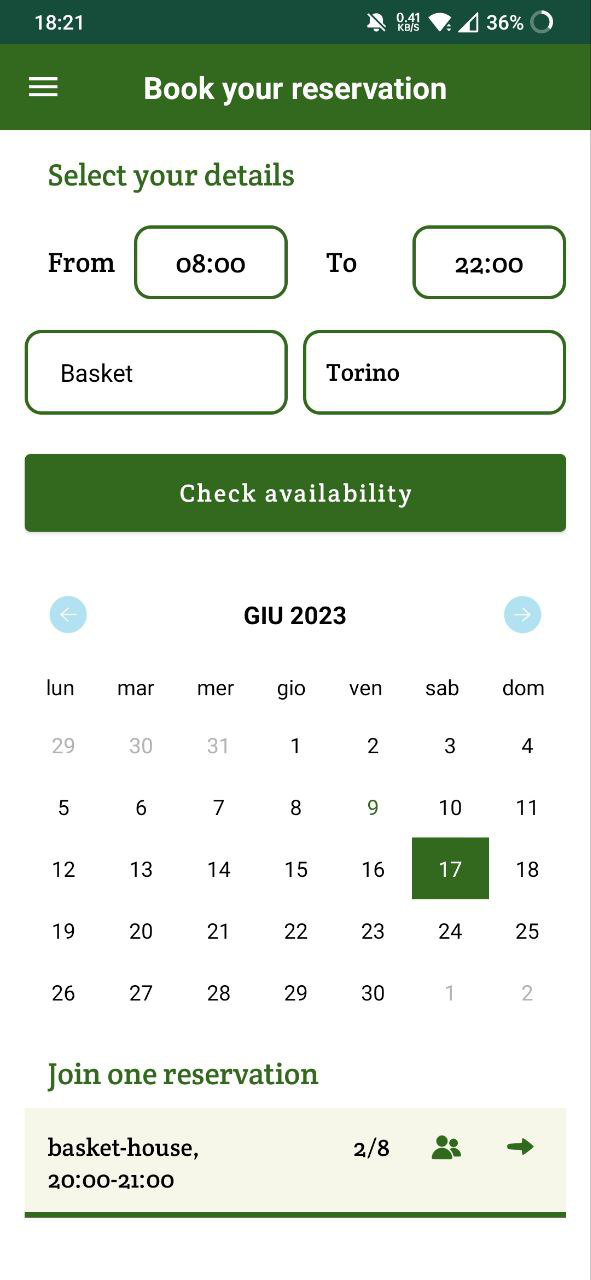 18:21 0.41 KB/S 36%
Book your reservation
Select your details
From 08:00 To 22:00
Basket Torino
Check availability
GIU 2023
lun mar mer gio ven sab dom
29 30 31 1 2 3 4
5 6 7 8 9 10 11
12 13 14 15 16 17 18
19 20 21 22 23 24 25
26 27 28 29 30 1 2
Join one reservation
basket-house, 2/8
20:00-21:00